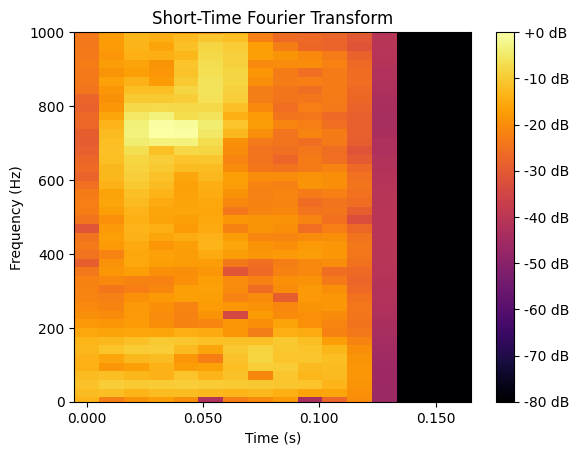 Short-Time Fourier Transform
1000
800
600
400
200
0
Frequency (Hz)
0.000
0.050
0.100
0.150
Time (s)
+0 dB
-10 dB
-20 dB
-30 dB
-40 dB
-50 dB
-60 dB
-70 dB
-80 dB